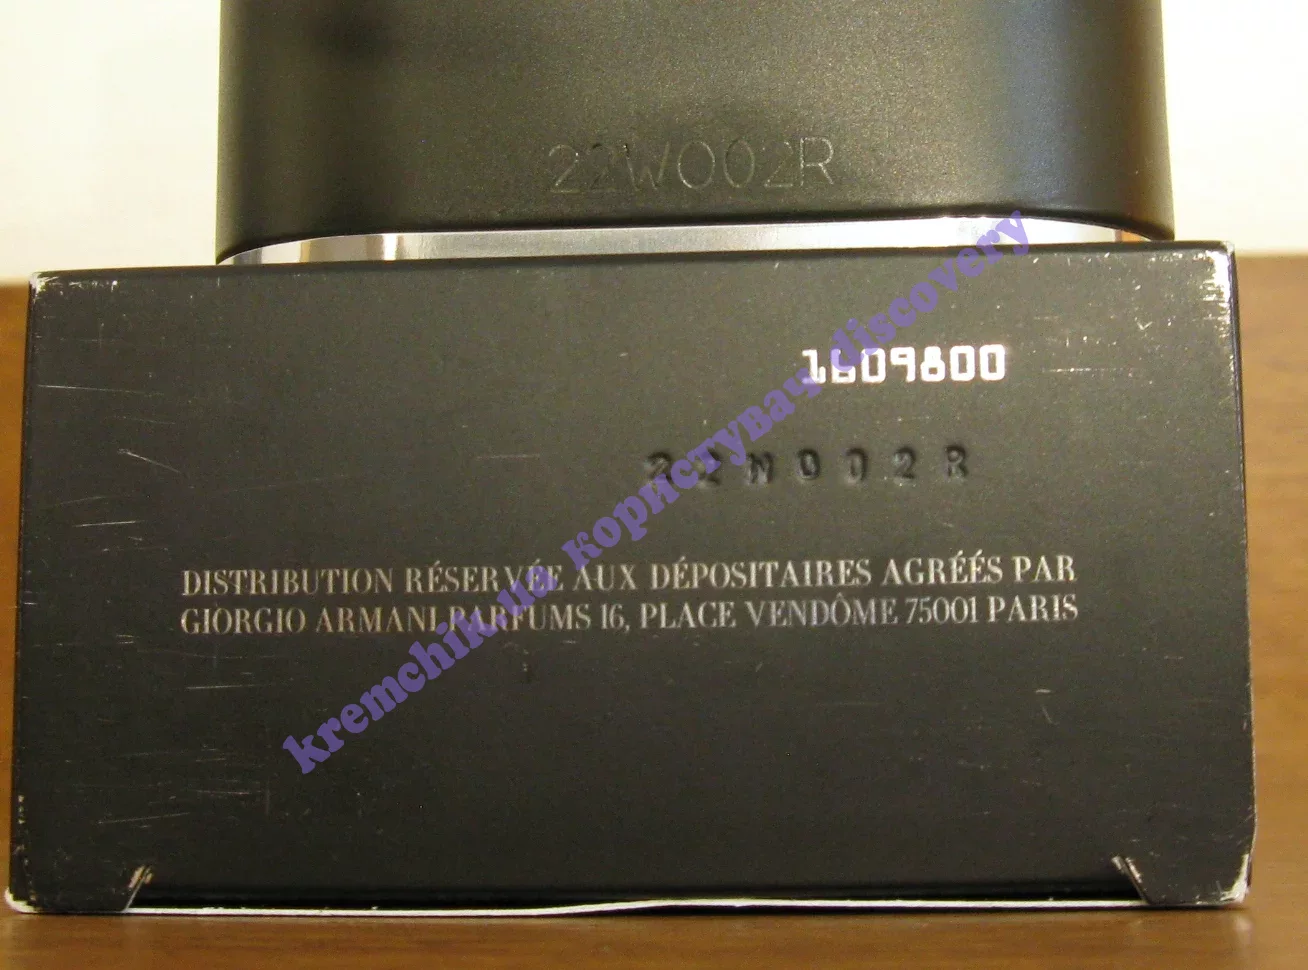 22W002R
1609800
22W002R
DISTRIBUTION RÉSERVÉE AUX DÉPOSITAIRES AGRÉÉS PAR
GIORGIO ARMANI PARFUMS 16, PLACE VENDÔME 75001 PARIS
kremchik.ua користувач discovery